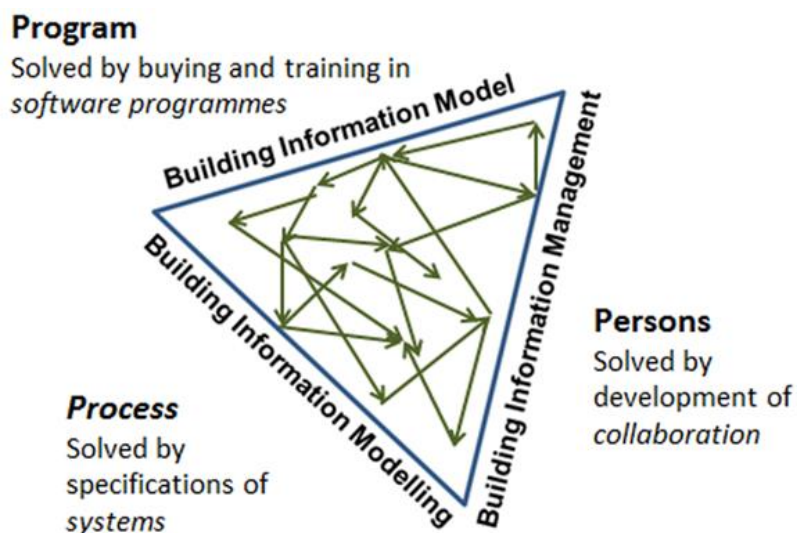 Program
Solved by buying and training in
software programmes
Building Information Model
Building Information Management
Building Information Modelling
Persons
Solved by
development of
collaboration
Process
Solved by
specifications of
systems